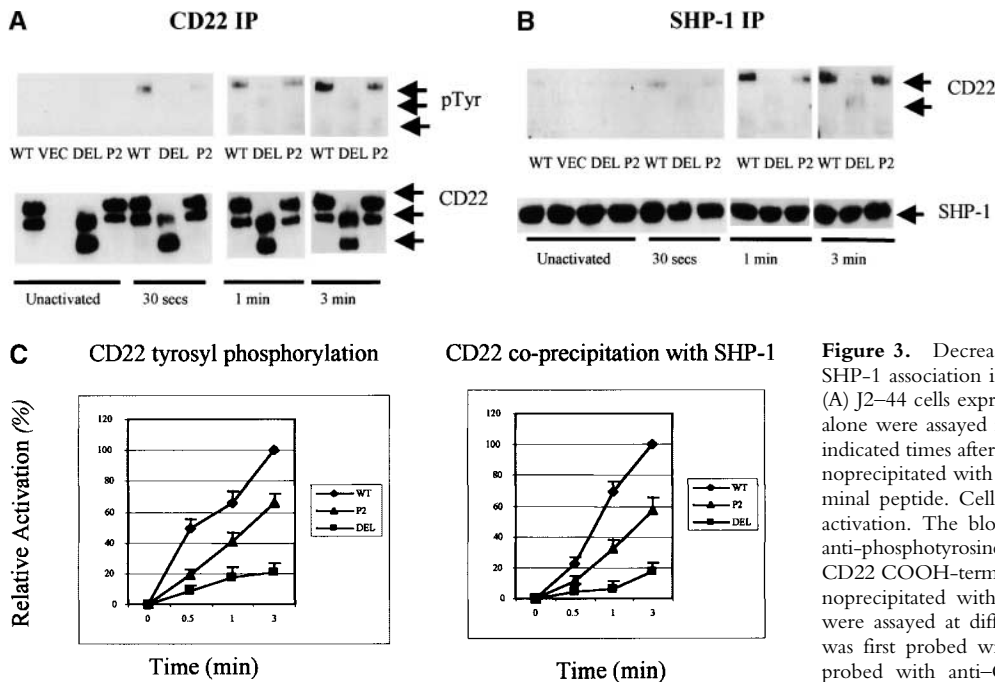 A CD22 IP
B SHP-1 IP
pTyr
WT VEC DEL P2 WT DEL P2 WT DEL P2 WT DEL P2
CD22
Unactivated 30 secs 1 min 3 min
CD22
WT VEC DEL P2 WT DEL P2 WT DEL P2 WT DEL P2
SHP-1
Unactivated 30 secs 1 min 3 min
C CD22 tyrosyl phosphorylation
Relative Activation (%)
120
100
80
60
40
20
0
0 0.5 1 3
WT
P2
DEL
Time (min)
CD22 co-precipitation with SHP-1
120
100
80
60
40
20
0
0 0.5 1 3
WT
P2
DEL
Time (min)
Figure 3. Decrea
SHP-1 association i
(A) J2–44 cells expr
alone were assayed
indicated times after
noprecipitated with
minal peptide. Cell
activation. The blo
anti-phosphotyrosine
CD22 COOH-term
noprecipitated with
were assayed at diff
was first probed w
probed with anti–C